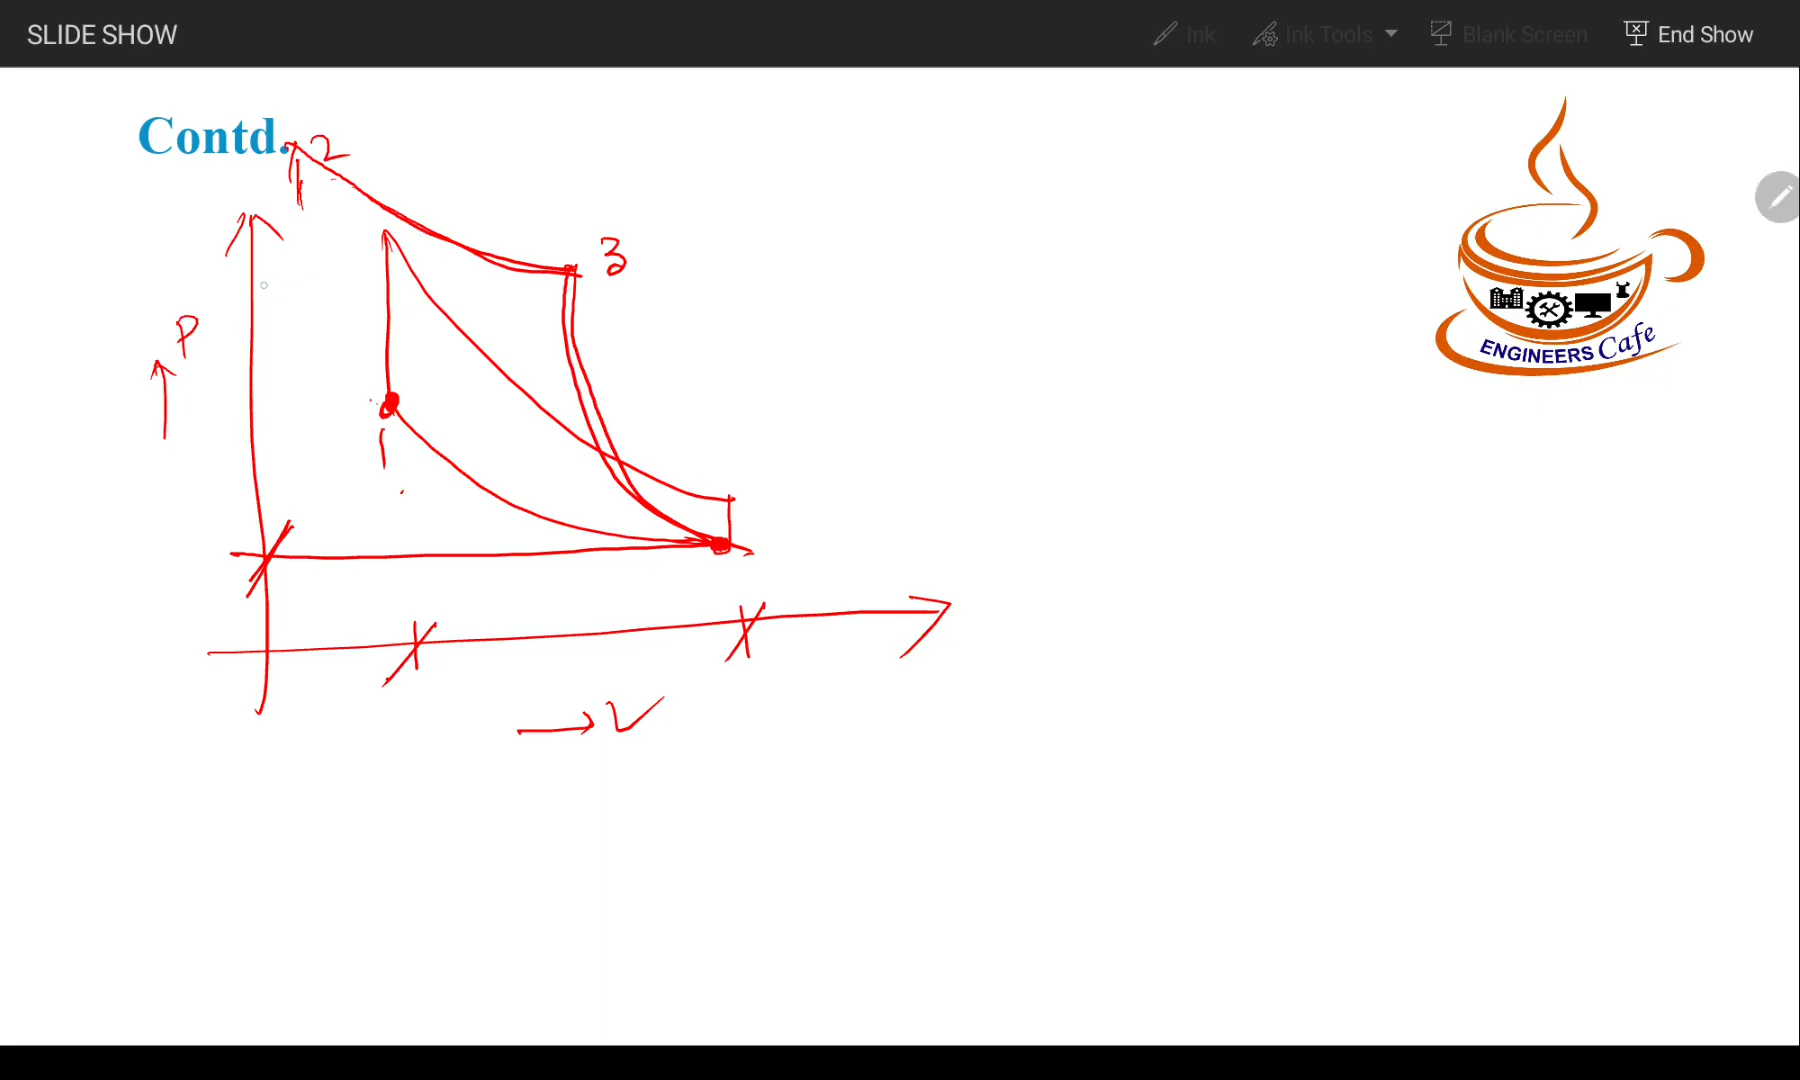 SLIDE SHOW
Ink
Ink Tools
Blank Screen
End Show
Contd.
2
3
P
1
V
ENGINEERS Cafe